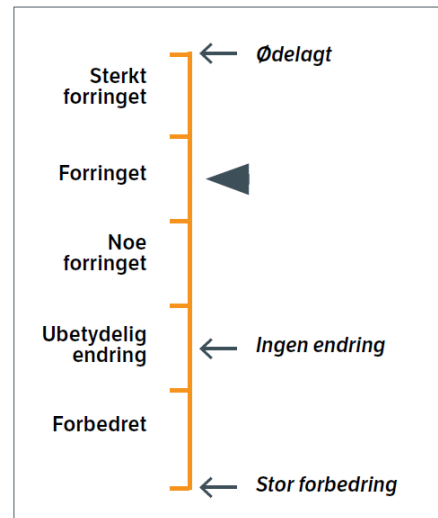 Ødelagt
Sterkt
forringet
Forringet
Noe
forringet
Ubetydelig
endring
Ingen endring
Forbedret
Stor forbedring